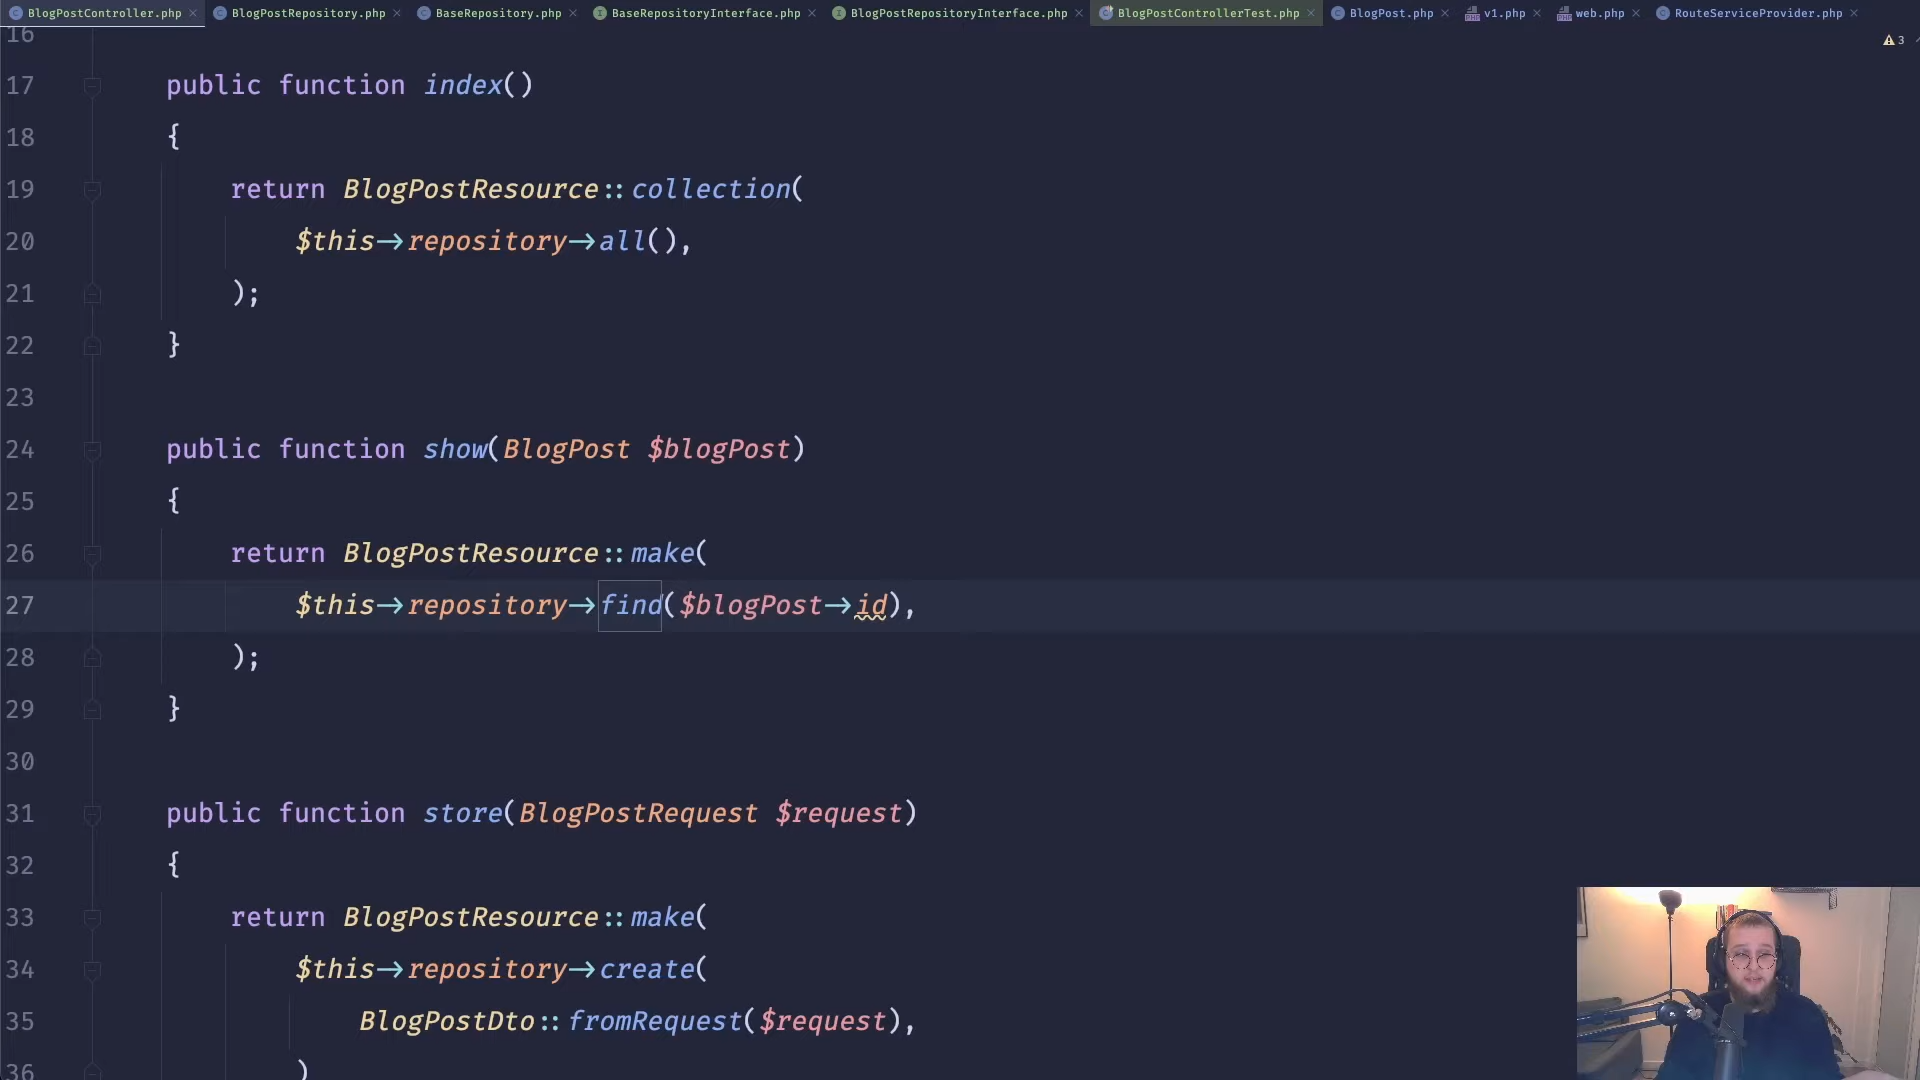 BlogPostController.php BlogPostRepository.php BaseRepository.php BaseRepositoryInterface.php BlogPostRepositoryInterface.php BlogPostControllerTest.php BlogPost.php v1.php web.php RouteServiceProvider.php
3
16
17 public function index()
18 {
19 return BlogPostResource::collection(
20 $this->repository->all(),
21 );
22 }
23
24 public function show(BlogPost $blogPost)
25 {
26 return BlogPostResource::make(
27 $this->repository->find($blogPost->id),
28 );
29 }
30
31 public function store(BlogPostRequest $request)
32 {
33 return BlogPostResource::make(
34 $this->repository->create(
35 BlogPostDto::fromRequest($request),
36 )